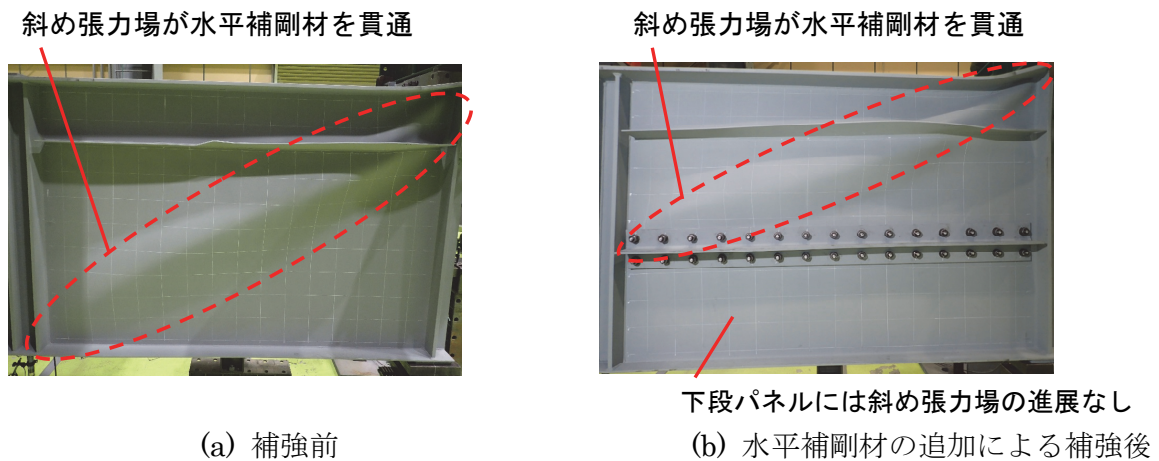 斜め張力場が水平補剛材を貫通
斜め張力場が水平補剛材を貫通
下段パネルには斜め張力場の進展なし
(a) 補強前
(b) 水平補剛材の追加による補強後